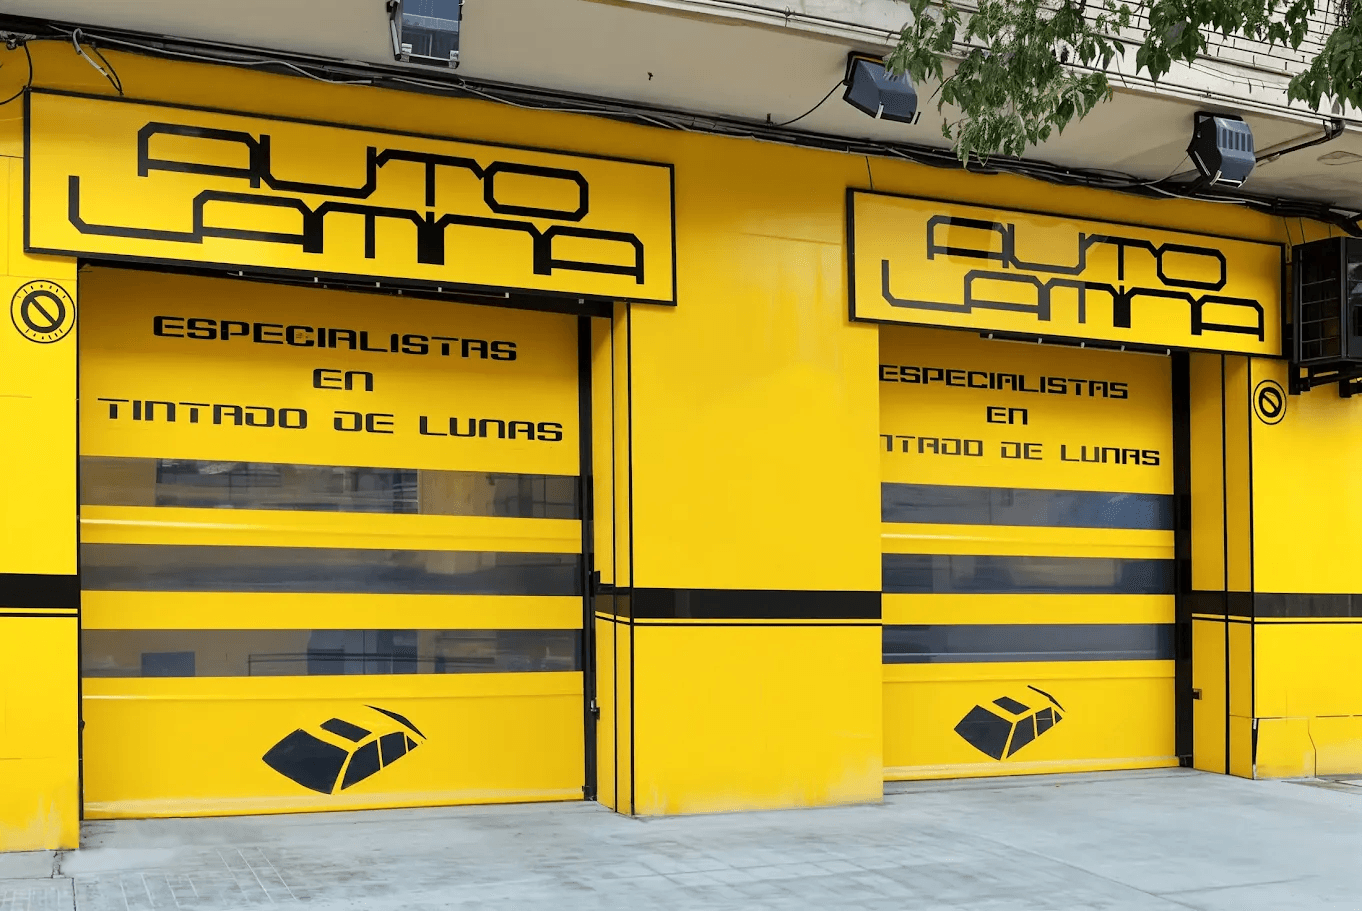 AUTO
LAMINA
ESPECIALISTAS
EN
TINTADO DE LUNAS
AUTO
LAMINA
ESPECIALISTAS
EN
NTADO DE LUNAS